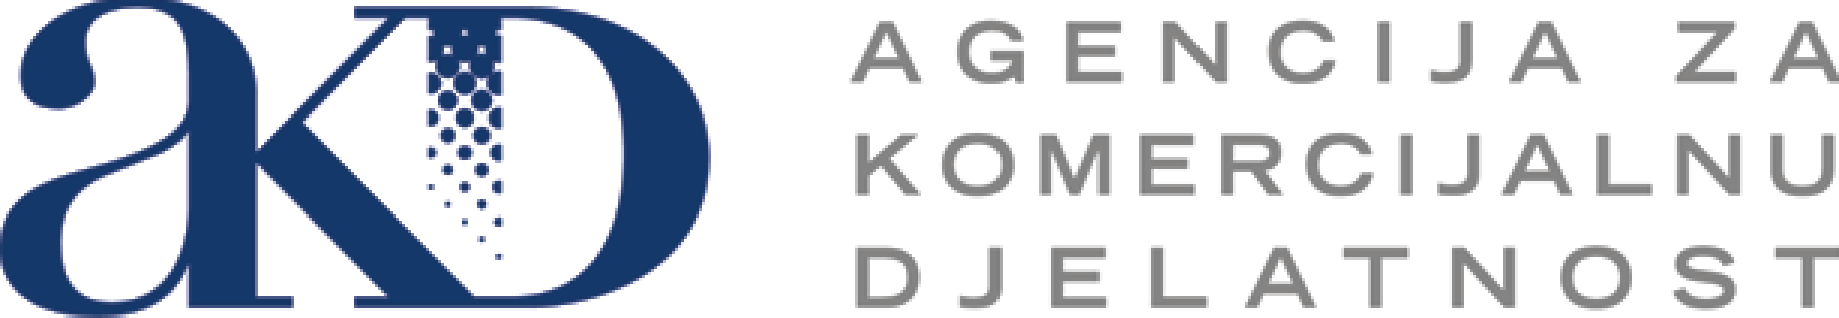 aKD
AGENCIJA ZA
KOMERCIJALNU
DJELATNOST